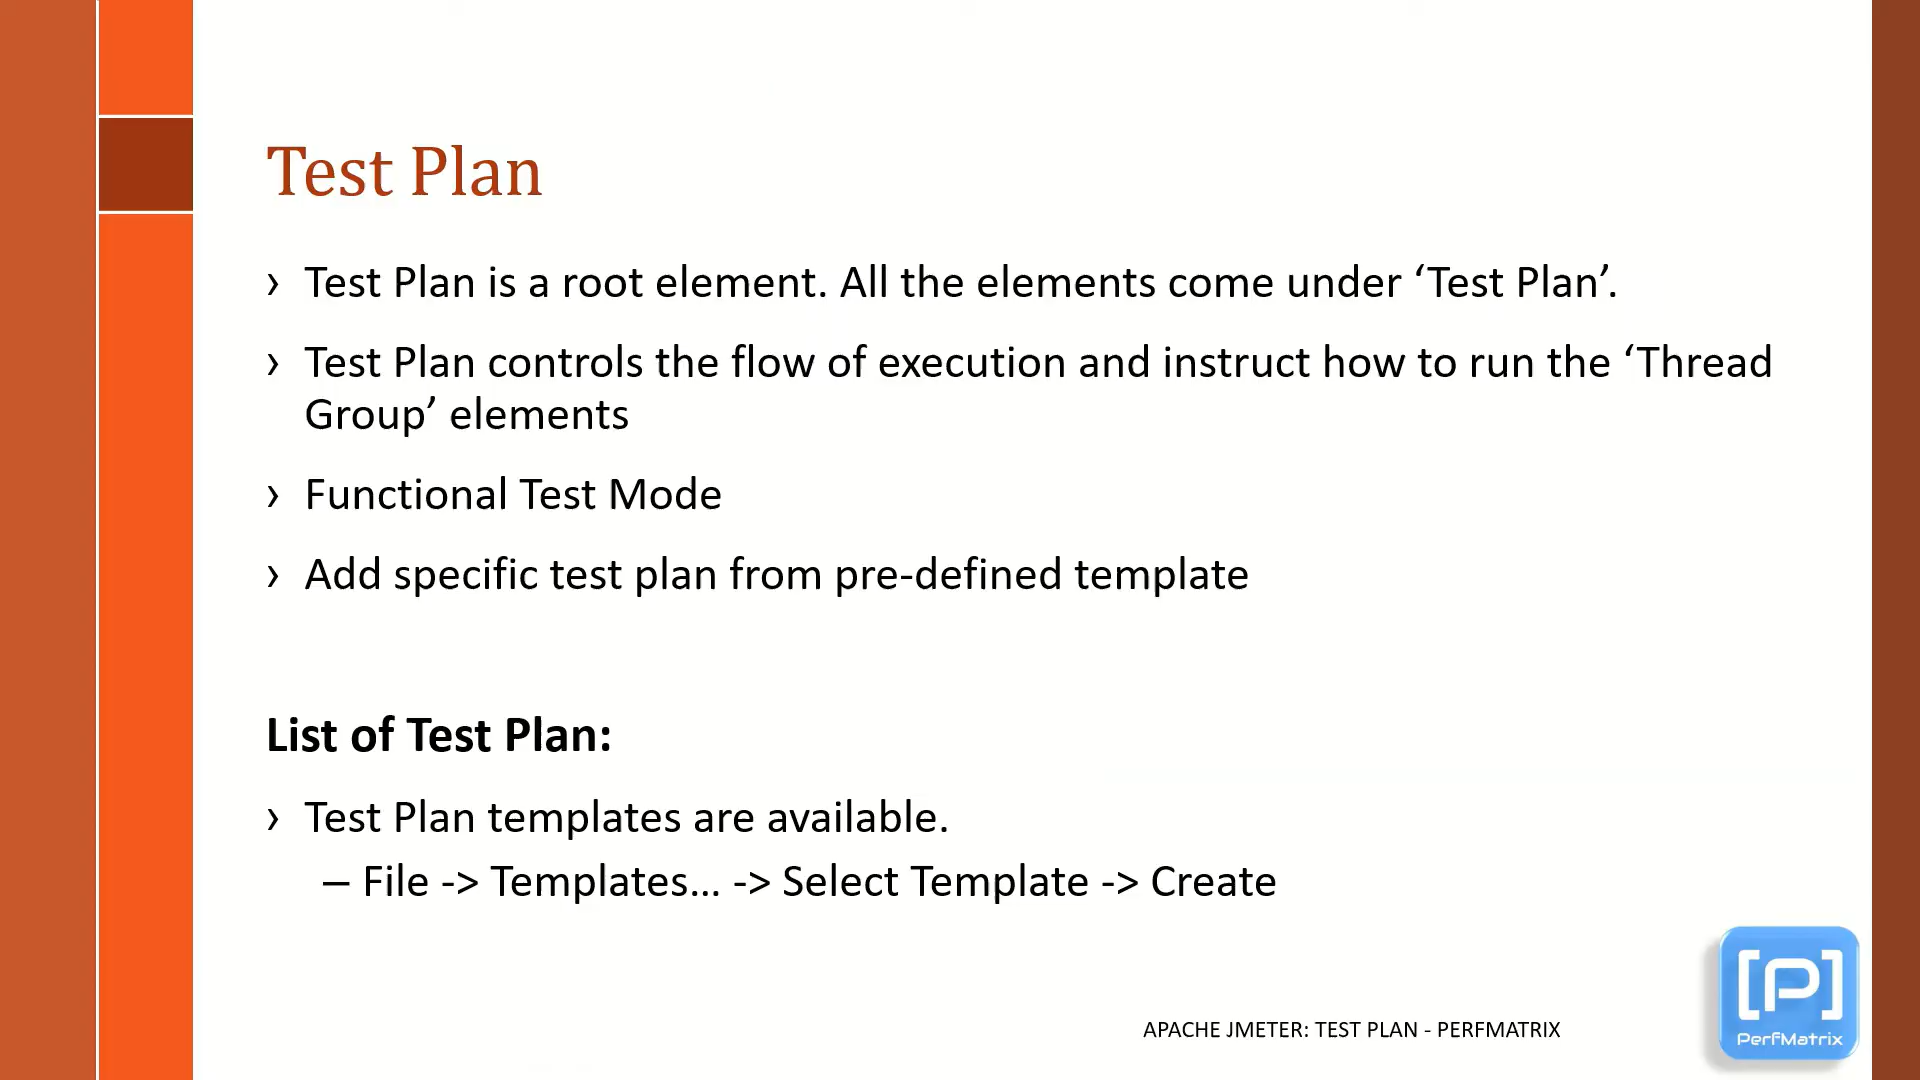 Test Plan
› Test Plan is a root element. All the elements come under ‘Test Plan’.
› Test Plan controls the flow of execution and instruct how to run the ‘Thread
Group’ elements
› Functional Test Mode
› Add specific test plan from pre-defined template
List of Test Plan:
› Test Plan templates are available.
– File -> Templates... -> Select Template -> Create
APACHE JMETER: TEST PLAN - PERFMATRIX
[P]
PerfMatrix